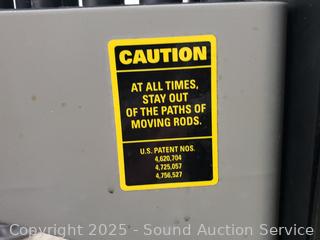 CAUTION
AT ALL TIMES,
STAY OUT
OF THE PATHS OF
MOVING RODS.
U.S. PATENT NOS.
4,620,704
4,725,057
4,756,527
Copyright 2025 - Sound Auction Service